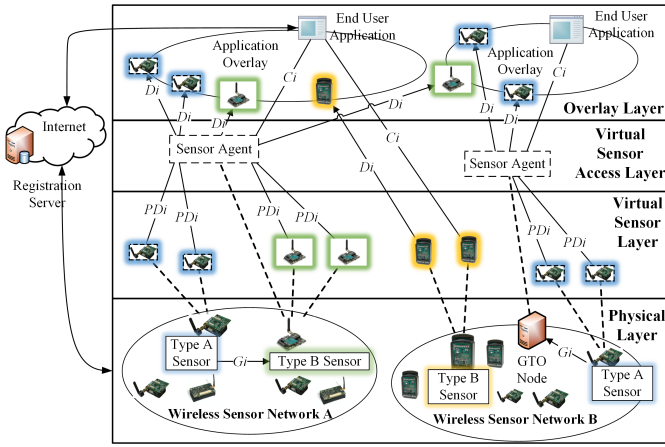 End User
Application
End User
Application
Application
Overlay
Application
Overlay
Ci
Di
Di
Di
Di
Di
Di
Overlay Layer
Internet
Registration
Server
Sensor Agent
Sensor Agent
Di
Ci
Virtual
Sensor
Access Layer
PDi
PDi
PDi
PDi
PDi
PDi
Virtual
Sensor
Layer
Physical
Layer
Type A
Sensor
Gi
Type B Sensor
Wireless Sensor Network A
Type B
Sensor
GTO
Node
Gi
Type A
Sensor
Wireless Sensor Network B